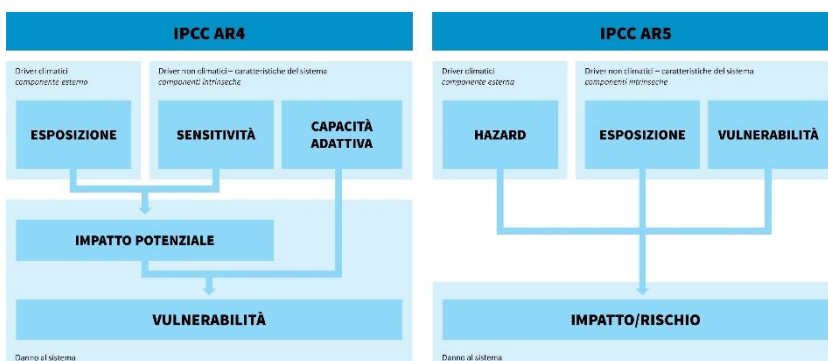 IPCC AR4
Driver climatici
componente esterno
Driver non climatici – caratteristiche del sistema
componenti intrinseche
ESPOSIZIONE
SENSITIVITÀ
CAPACITÀ
ADATTIVA
IMPATTO POTENZIALE
VULNERABILITÀ
Danno al sistema
IPCC AR5
Driver climatici
componente esterna
Driver non climatici – caratteristiche del sistema
componenti intrinseche
HAZARD
ESPOSIZIONE
VULNERABILITÀ
IMPATTO/RISCHIO
Danno al sistema